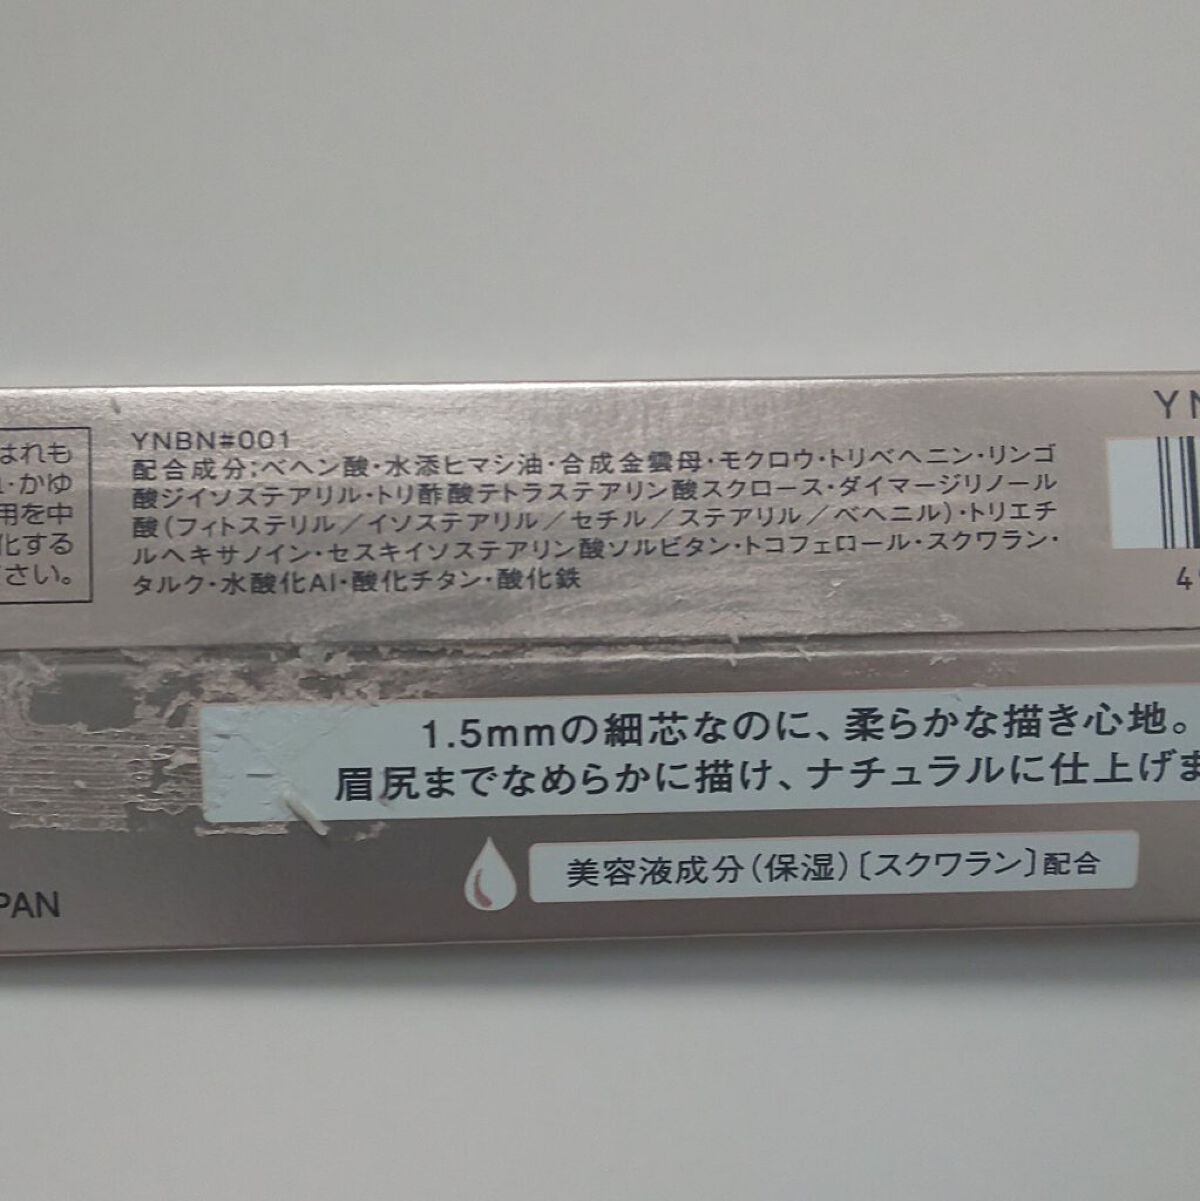 はれも
かゆ
用を中
化する
さい。
YNBN#001
配合成分:ベヘン酸・水添ヒマシ油・合成金雲母・モクロウ・トリベヘニン・リンゴ
酸ジイソステアリル・トリ酢酸テトラステアリン酸スクロース・ダイマージリノール
酸(フィトステリル/イソステアリル/セチル/ステアリル/ベヘニル)・トリエチ
ルヘキサノイン・セスキイソステアリン酸ソルビタン・トコフェロール・スクワラン・
タルク・水酸化Al・酸化チタン・酸化鉄
YN
4
1.5mmの細芯なのに、柔らかな描き心地。
眉尻までなめらかに描け、ナチュラルに仕上げま
美容液成分(保湿)〔スクワラン〕配合
PAN